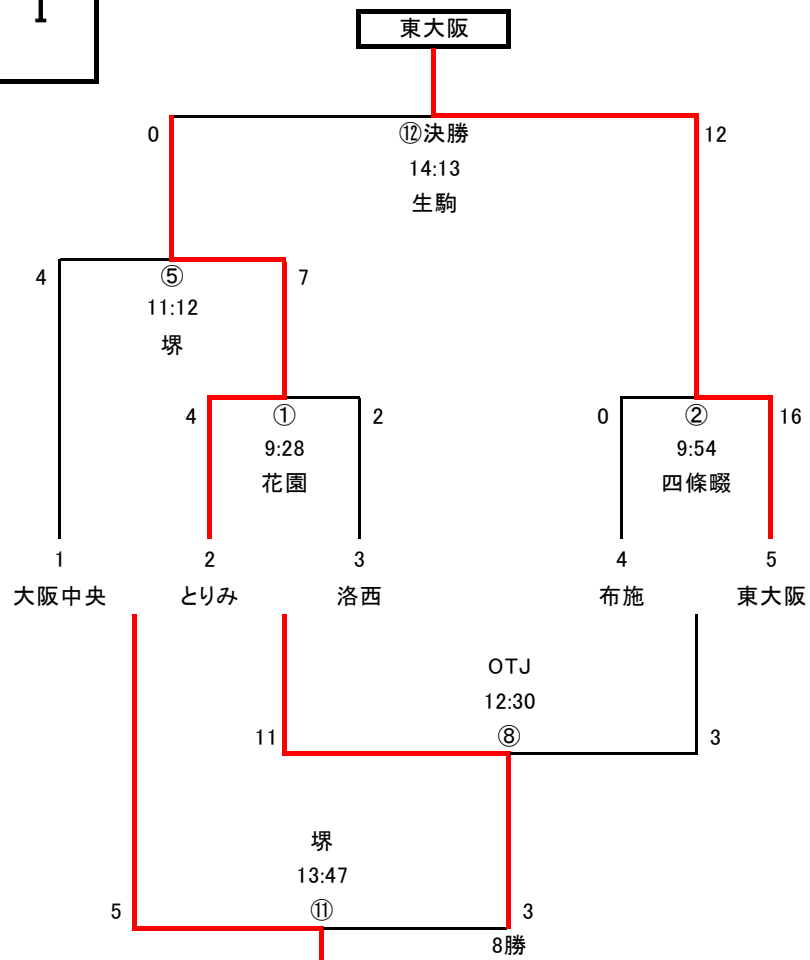 I
東大阪
0 ⑫決勝 12
14:13
生駒
4 ⑤ 7
11:12
堺
4 ① 2 0 ② 16
9:28 9:54
花園 四條畷
1 2 3 4 5
大阪中央 とりみ 洛西 布施 東大阪
OTJ
12:30
11 ⑧ 3
堺
13:47
5 ⑪ 3
8勝